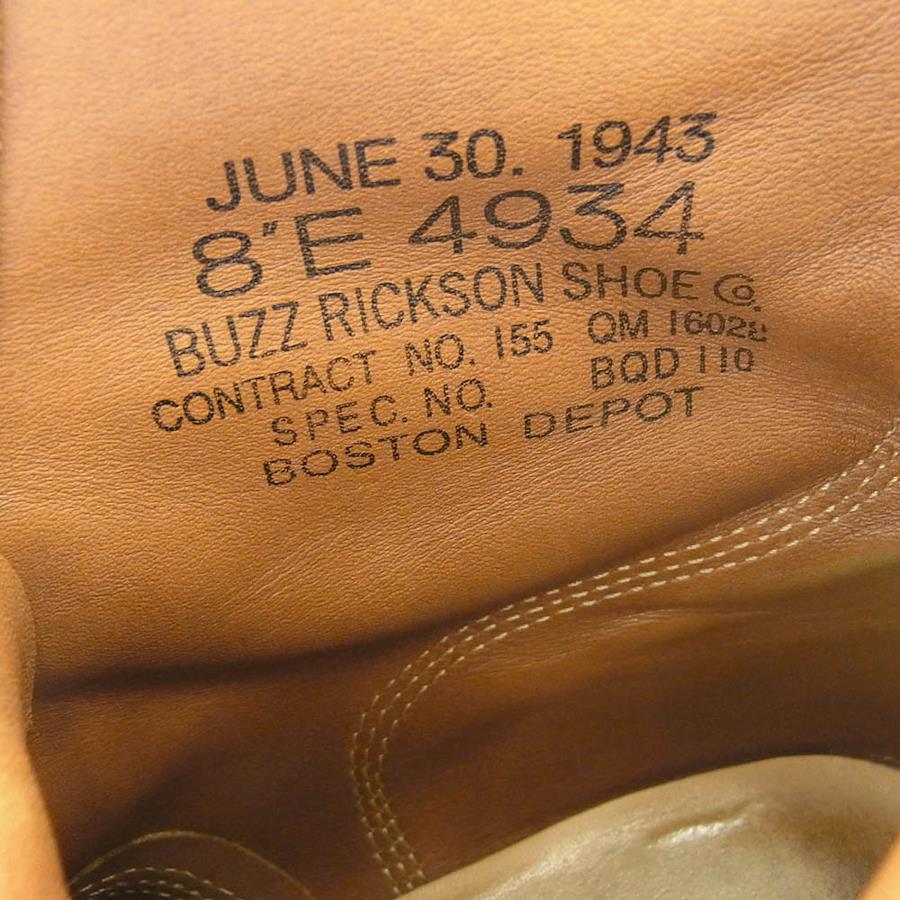 JUNE 30. 1943
8"E 4934
BUZZ RICKSON SHOE Co.
CONTRACT NO. 155 QM 16028
SPEC. NO. BQD 110
BOSTON DEPOT